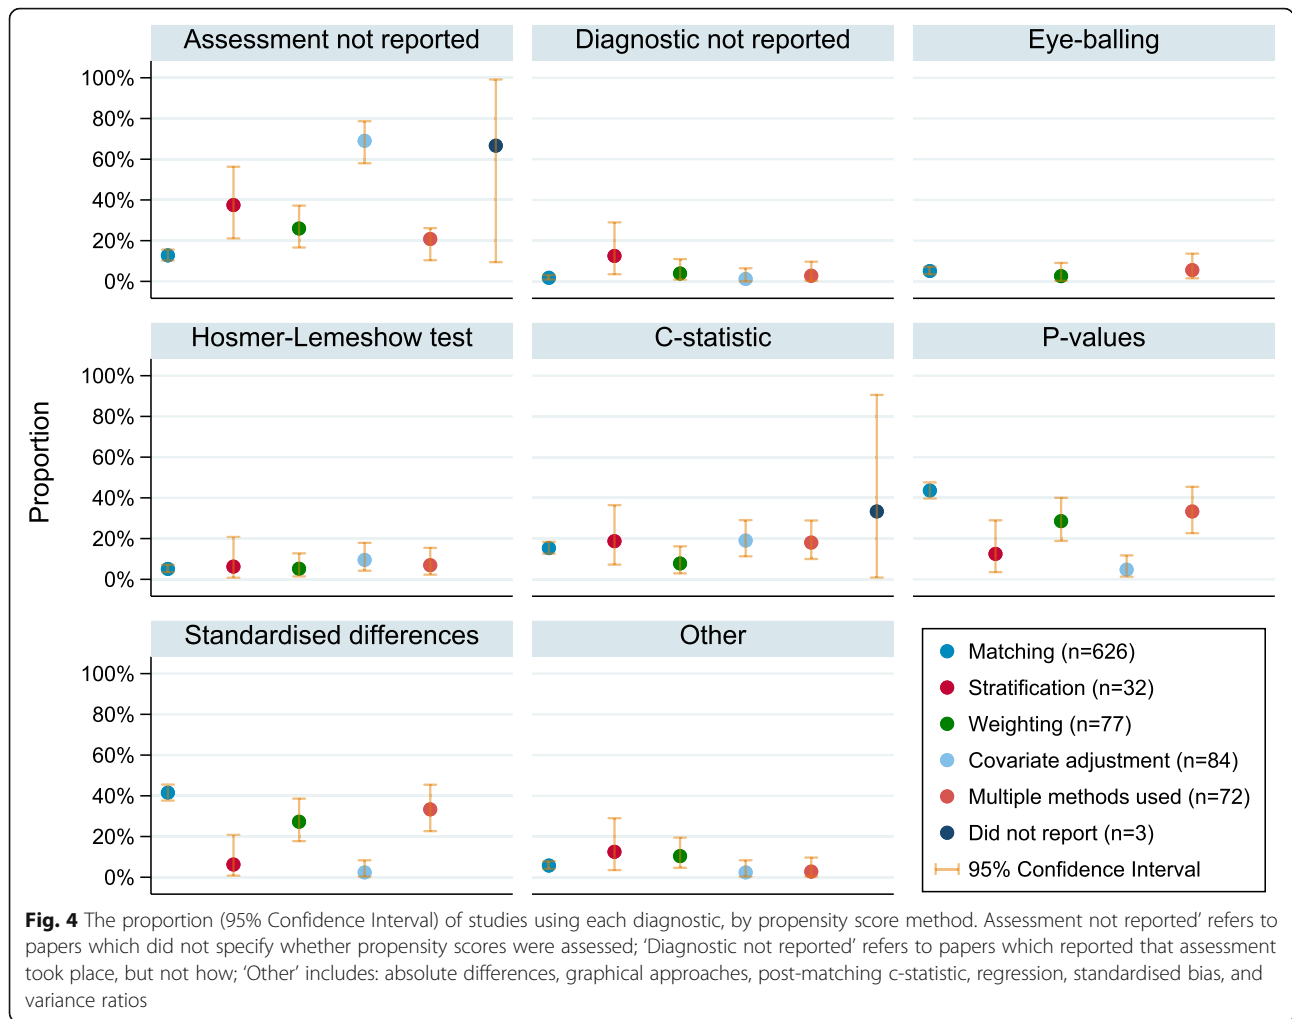 Assessment not reported
Diagnostic not reported
Eye-balling
100%
80%
60%
40%
20%
0%
Hosmer-Lemeshow test
C-statistic
P-values
Proportion
100%
80%
60%
40%
20%
0%
Standardised differences
Other
100%
80%
60%
40%
20%
0%
Matching (n=626)
Stratification (n=32)
Weighting (n=77)
Covariate adjustment (n=84)
Multiple methods used (n=72)
Did not report (n=3)
95% Confidence Interval
Fig. 4 The proportion (95% Confidence Interval) of studies using each diagnostic, by propensity score method. Assessment not reported’ refers to
papers which did not specify whether propensity scores were assessed; ‘Diagnostic not reported’ refers to papers which reported that assessment
took place, but not how; ‘Other’ includes: absolute differences, graphical approaches, post-matching c-statistic, regression, standardised bias, and
variance ratios